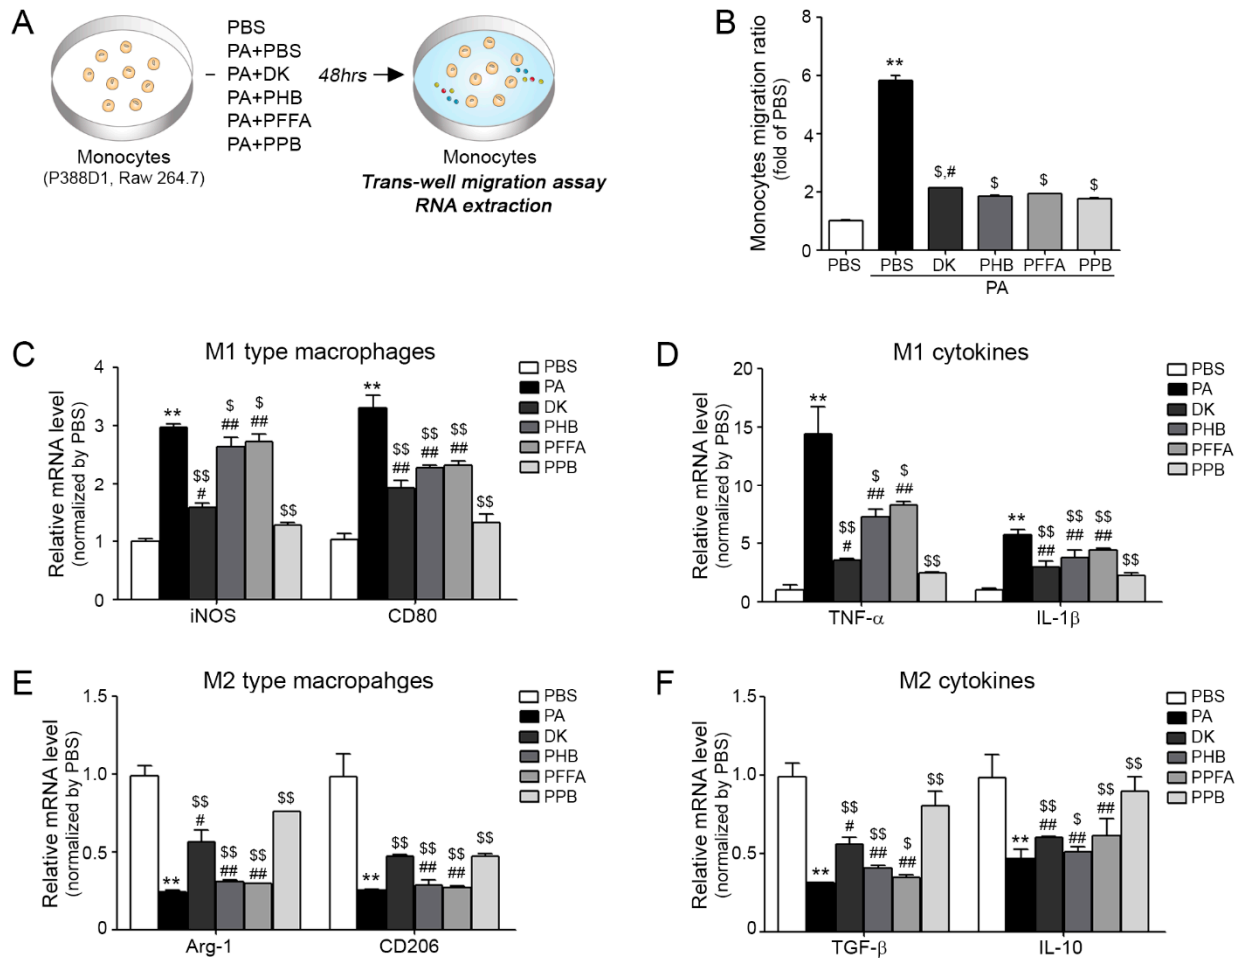 A
PBS
PA+PBS
PA+DK
PA+PHB
PA+PFFA
PA+PPB
48hrs
Monocytes
(P388D1, Raw 264.7)
Monocytes
Trans-well migration assay
RNA extraction
B
Monocytes migration ratio
(fold of PBS)
8
6
4
2
0
**
$,#
$
$
$
PBS PBS DK PHB PFFA PPB
PA
C
M1 type macrophages
Relative mRNA level
(normalized by PBS)
4
3
2
1
0
**
$$
#
$
##
$
##
$$
**
$$
##
$$
##
$$
##
$$
iNOS CD80
PBS
PA
DK
PHB
PFFA
PPB
D
M1 cytokines
Relative mRNA level
(normalized by PBS)
20
15
10
5
0
**
$$
#
$
##
$
##
$$
**
$$
##
$$
##
$$
##
$$
TNF-α IL-1β
PBS
PA
DK
PHB
PFFA
PPB
E
M2 type macropahges
Relative mRNA level
(normalized by PBS)
1.5
1.0
0.5
0
**
$$
#
$$
##
$$
##
$$
**
$$
$$
##
$$
##
$$
Arg-1 CD206
PBS
PA
DK
PHB
PFFA
PPB
F
M2 cytokines
Relative mRNA level
(normalized by PBS)
1.5
1.0
0.5
0
**
$$
#
$$
##
$
##
$$
**
$$
##
$
##
$$
##
$$
TGF-β IL-10
PBS
PA
DK
PHB
PPFA
PPB